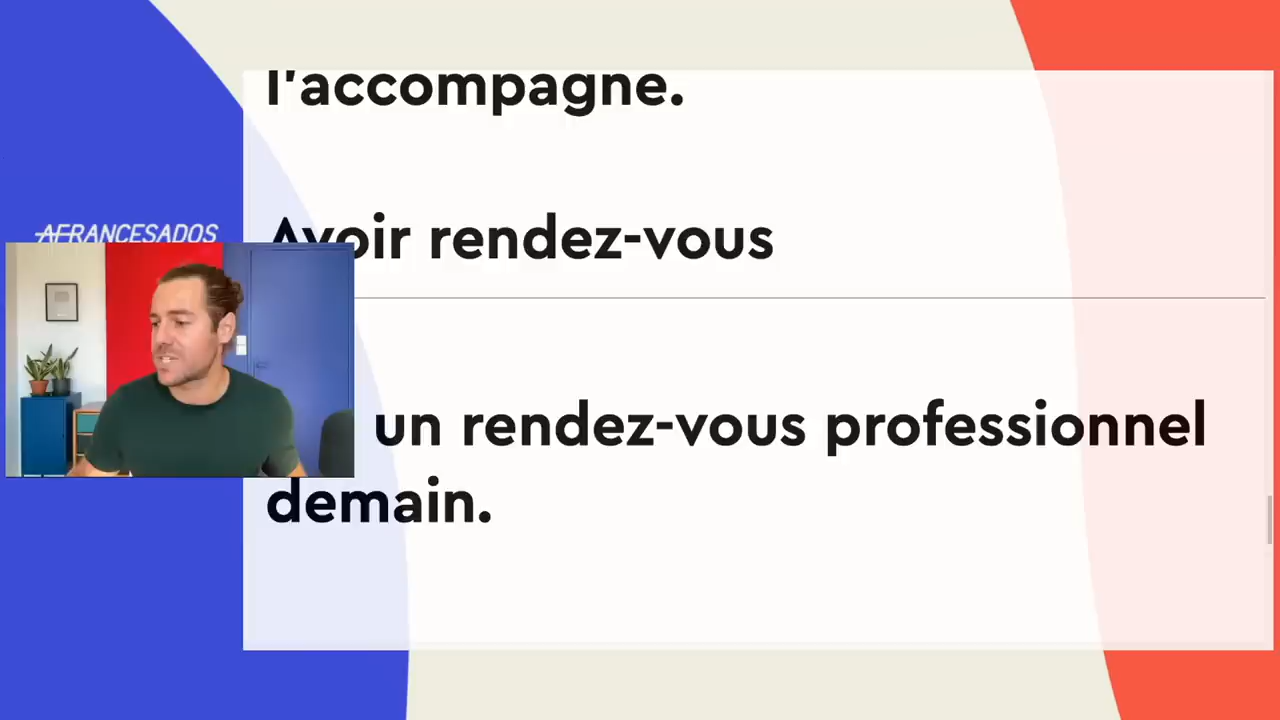 l'accompagne.
AFRANCESADOS
Avoir rendez-vous
un rendez-vous professionnel
demain.